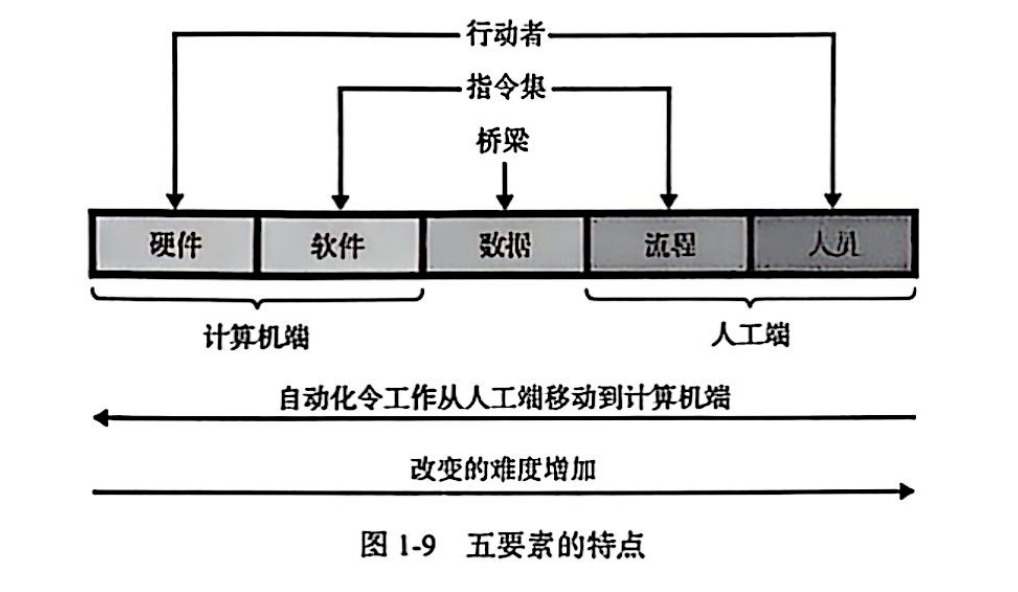 行动者
指令集
桥梁
硬件 软件 数据 流程 人员
计算机端 人工端
自动化令工作从人工端移动到计算机端
改变的难度增加
图 1-9 五要素的特点